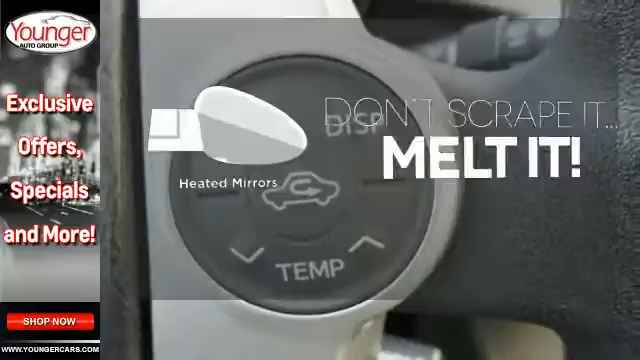 Younger
AUTO GROUP
Exclusive
Offers,
Specials
and More!
SHOP NOW
WWW.YOUNGERCARS.COM
DON'T SCRAPE IT...
MELT IT!
Heated Mirrors
DISP
TEMP